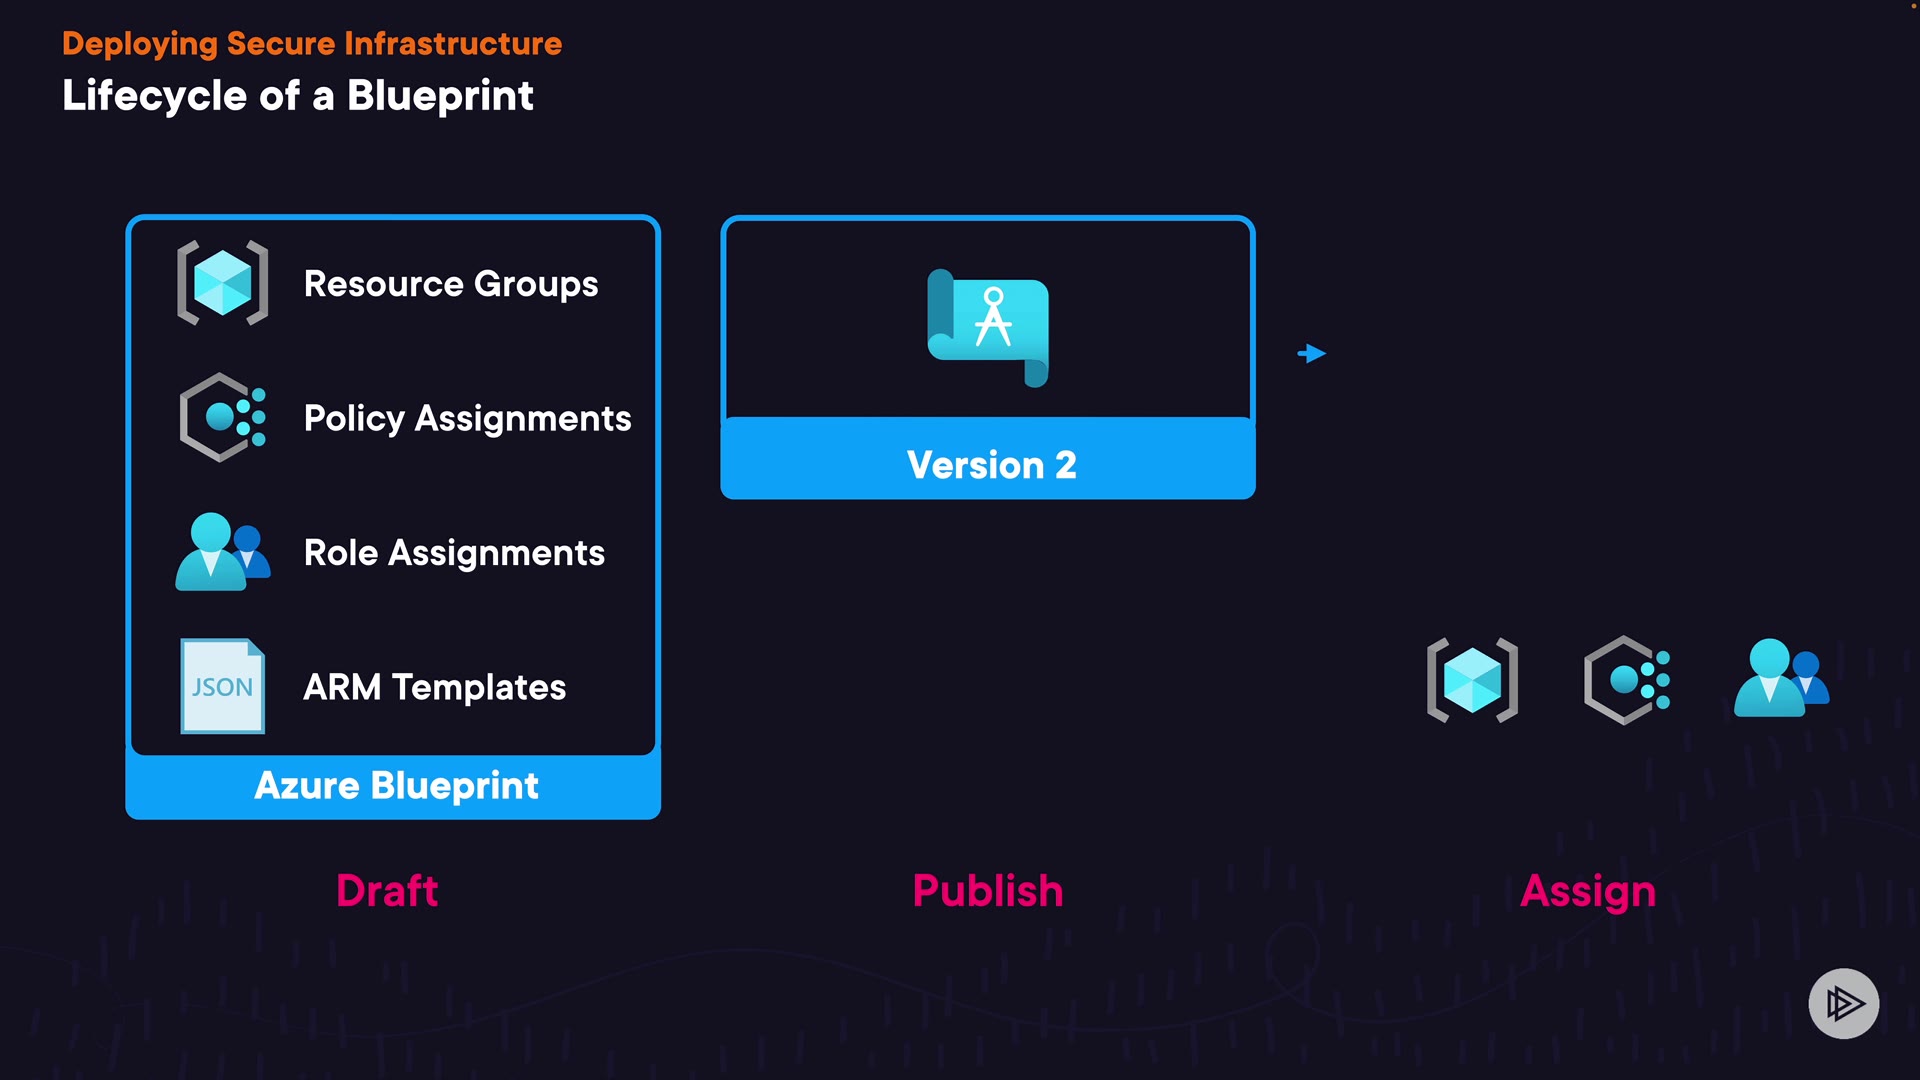 Deploying Secure Infrastructure
Lifecycle of a Blueprint
Resource Groups
Policy Assignments
Role Assignments
JSON
ARM Templates
Azure Blueprint
Version 2
Draft
Publish
Assign